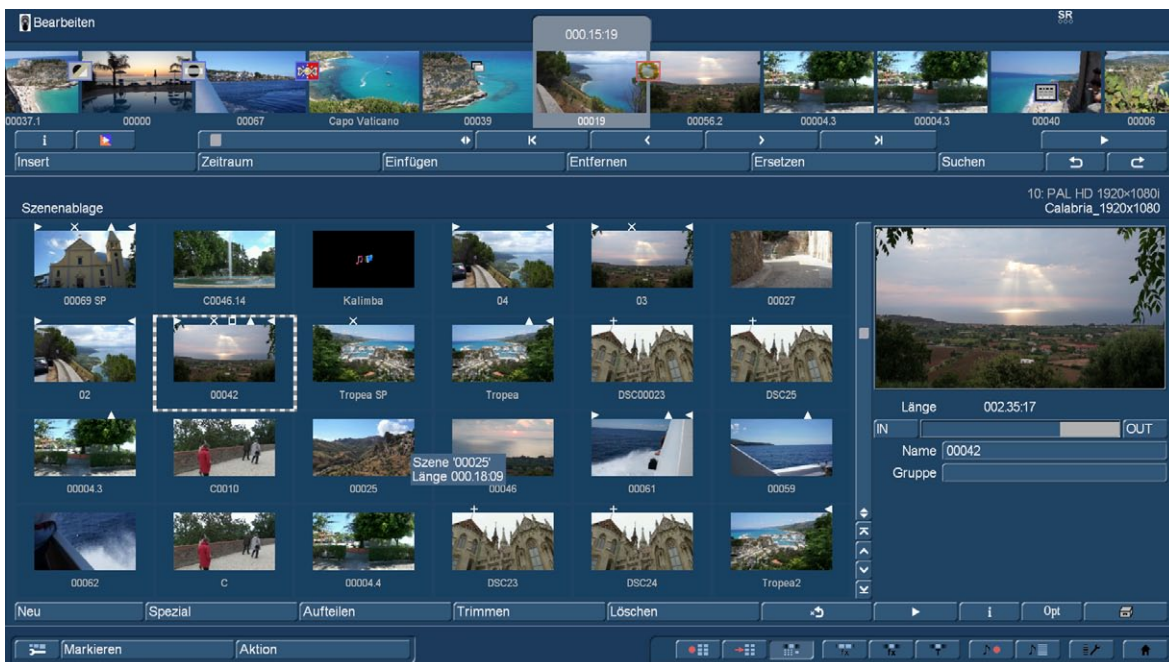 Bearbeiten
SR
000.15:19
00037.1 00000 00067 Capo Vaticano 00039 00019 00056.2 00004.3 00004.3 00040 00006
i
Insert Zeitraum Einfügen Entfernen Ersetzen Suchen
10: PAL HD 1920×1080i
Szenenablage Calabria_1920x1080
00069 SP C0046.14 Kalimba 04 03 00027
02 00042 Tropea SP Tropea DSC00023 DSC25
Länge 002.35:17
IN OUT
Name 00042
Gruppe
Szene '00025'
Länge 000.18:09
00004.3 C0010 00025 00046 00061 00059
00062 C 00004.4 DSC23 DSC24 Tropea2
Neu Spezial Aufteilen Trimmen Löschen i Opt
Markieren Aktion